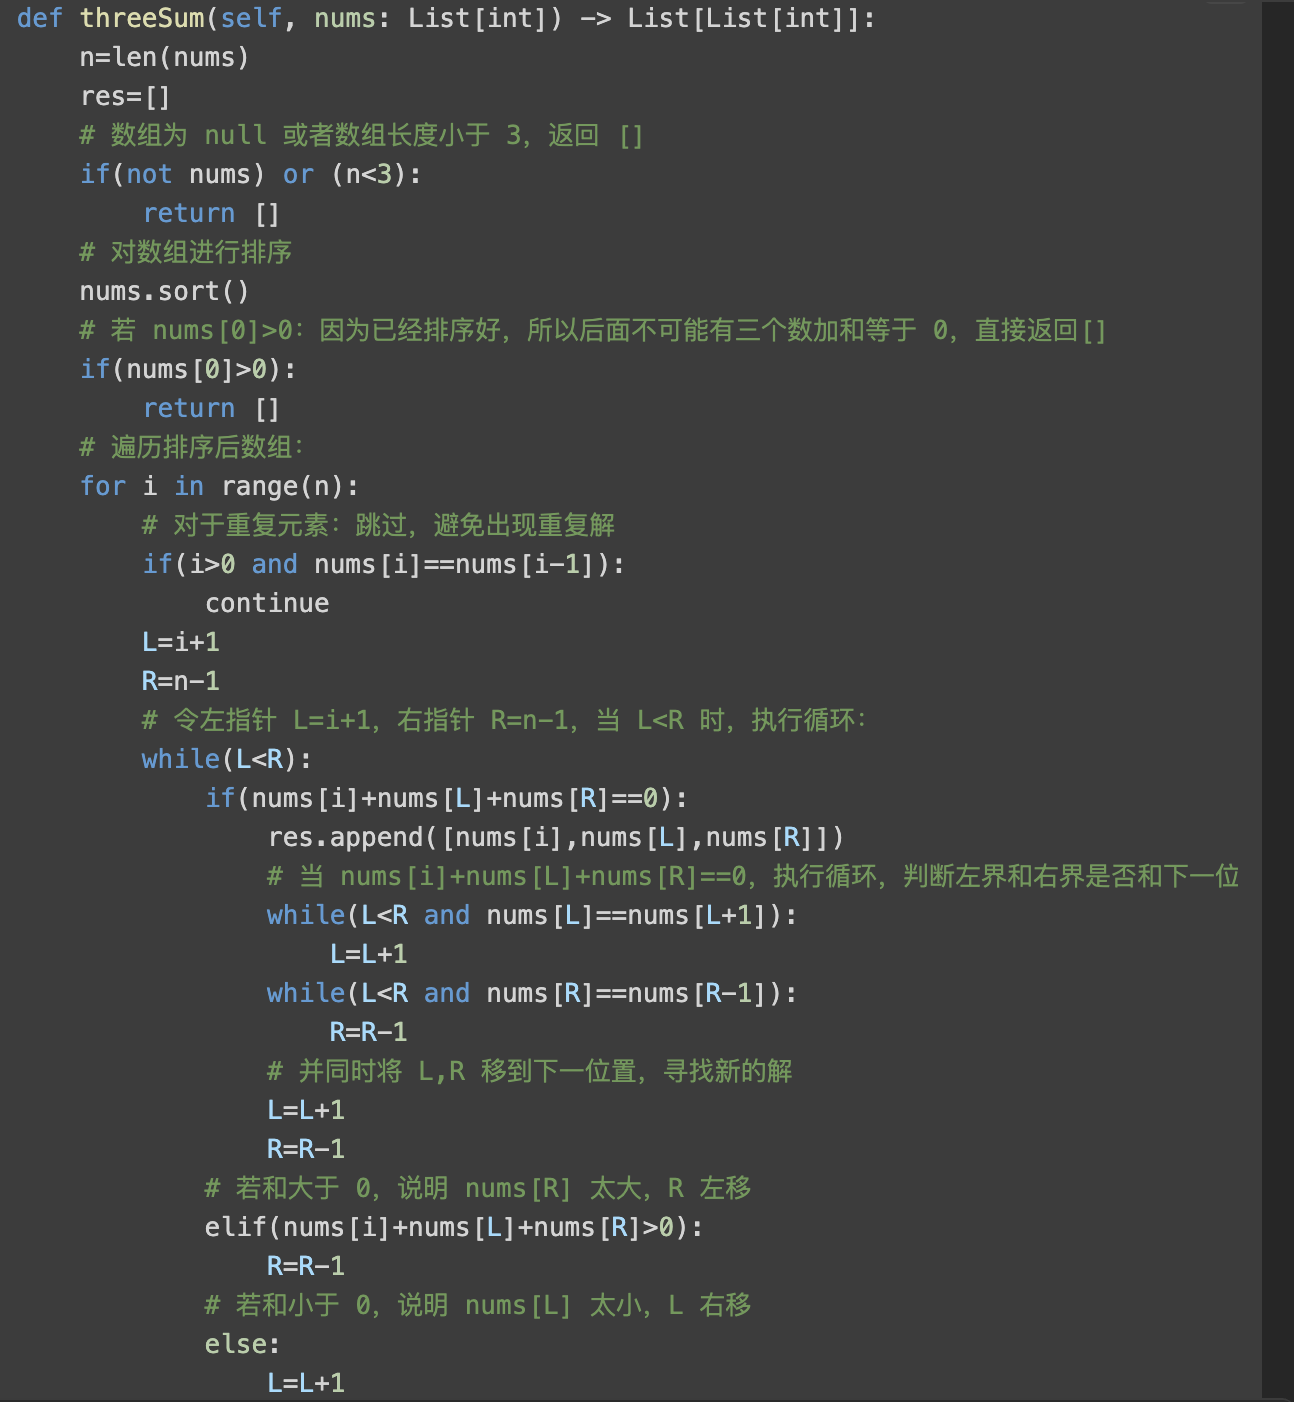 def threeSum(self, nums: List[int]) -> List[List[int]]:
    n=len(nums)
    res=[]
    # 数组为 null 或者数组长度小于 3，返回 []
    if(not nums) or (n<3):
        return []
    # 对数组进行排序
    nums.sort()
    # 若 nums[0]>0：因为已经排序好，所以后面不可能有三个数加和等于 0，直接返回[]
    if(nums[0]>0):
        return []
    # 遍历排序后数组：
    for i in range(n):
        # 对于重复元素：跳过，避免出现重复解
        if(i>0 and nums[i]==nums[i-1]):
            continue
        L=i+1
        R=n-1
        # 令左指针 L=i+1，右指针 R=n-1，当 L<R 时，执行循环：
        while(L<R):
            if(nums[i]+nums[L]+nums[R]==0):
                res.append([nums[i],nums[L],nums[R]])
                # 当 nums[i]+nums[L]+nums[R]==0，执行循环，判断左界和右界是否和下一位
                while(L<R and nums[L]==nums[L+1]):
                    L=L+1
                while(L<R and nums[R]==nums[R-1]):
                    R=R-1
                # 并同时将 L,R 移到下一位置，寻找新的解
                L=L+1
                R=R-1
            # 若和大于 0，说明 nums[R] 太大，R 左移
            elif(nums[i]+nums[L]+nums[R]>0):
                R=R-1
            # 若和小于 0，说明 nums[L] 太小，L 右移
            else:
                L=L+1